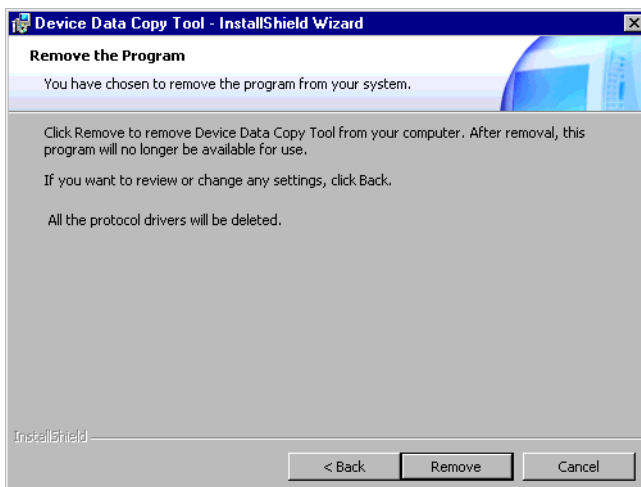 Device Data Copy Tool - InstallShield Wizard
Remove the Program
You have chosen to remove the program from your system.
Click Remove to remove Device Data Copy Tool from your computer. After removal, this
program will no longer be available for use.
If you want to review or change any settings, click Back.
All the protocol drivers will be deleted.
InstallShield
< Back
Remove
Cancel